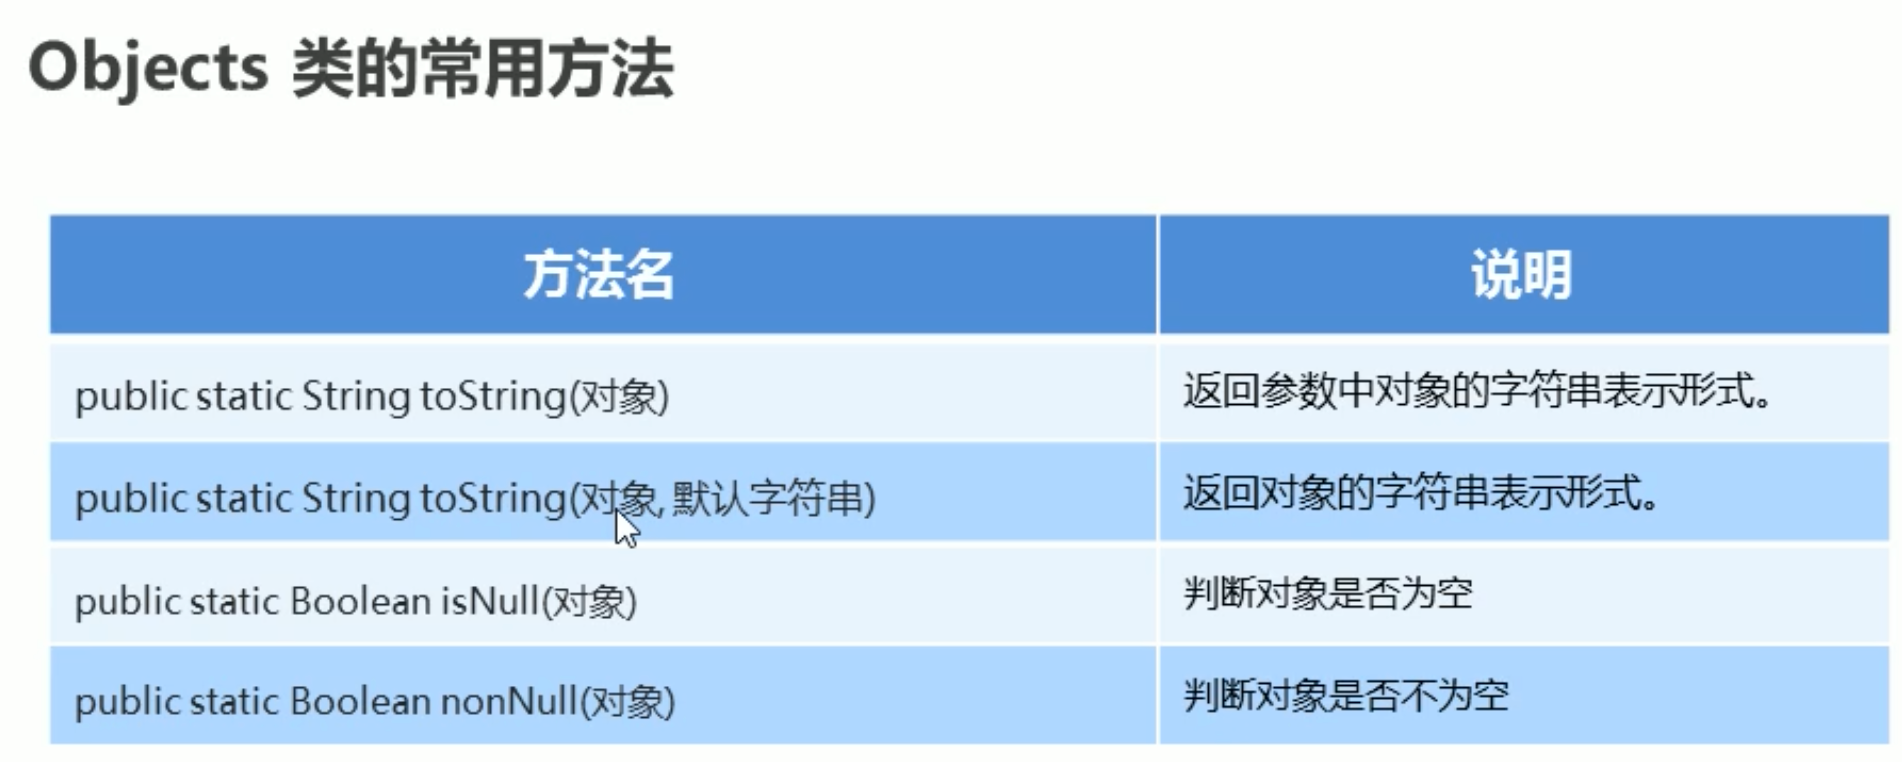 Objects 类的常用方法
方法名
说明
public static String toString(对象)
返回参数中对象的字符串表示形式。
public static String toString(对象, 默认字符串)
返回对象的字符串表示形式。
public static Boolean isNull(对象)
判断对象是否为空
public static Boolean nonNull(对象)
判断对象是否不为空